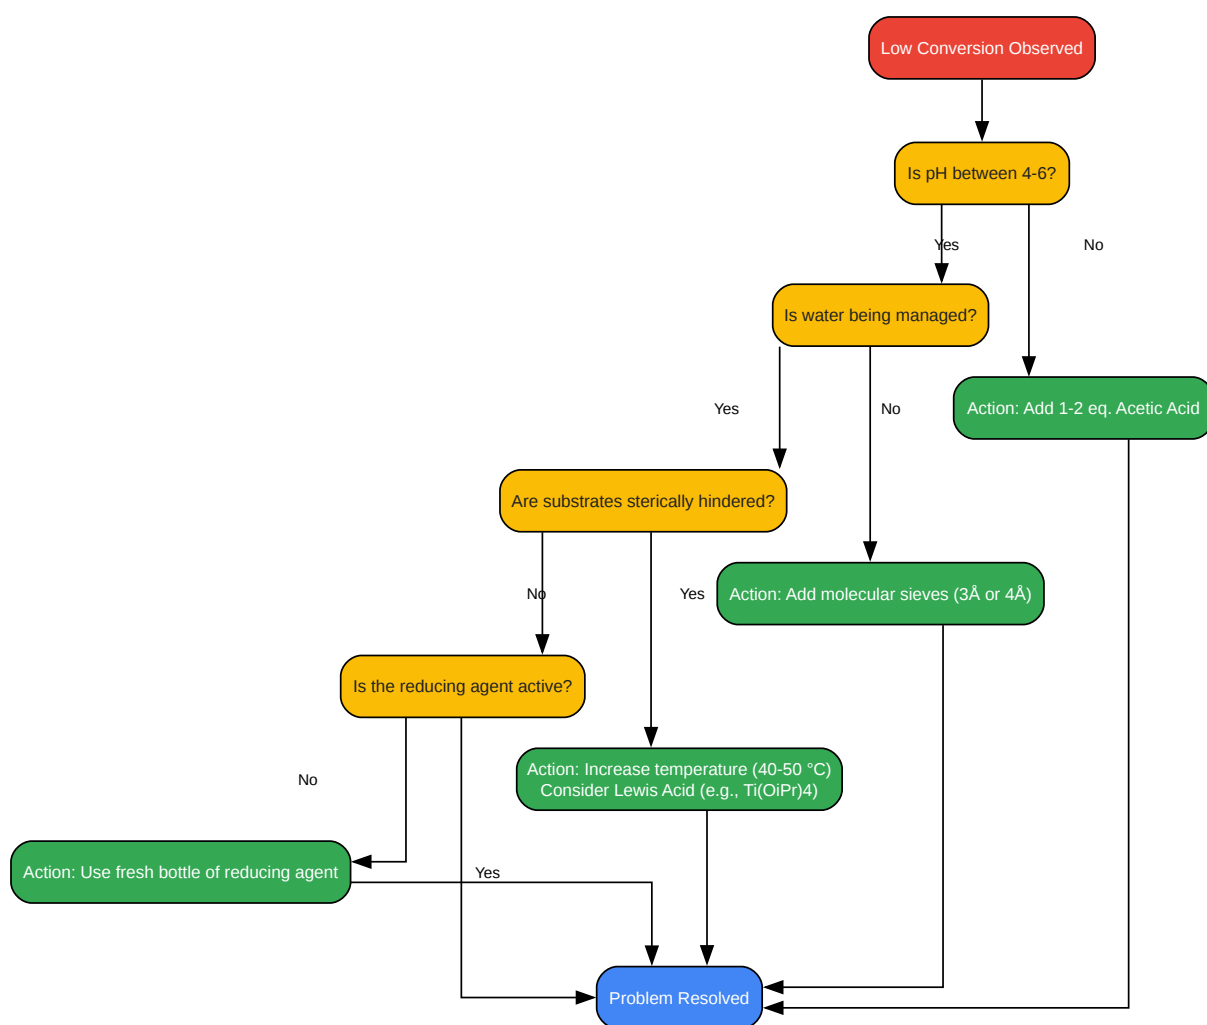 Low Conversion Observed
Is pH between 4-6?
Yes
No
Is water being managed?
Yes
No
Action: Add 1-2 eq. Acetic Acid
Are substrates sterically hindered?
No
Yes
Action: Add molecular sieves (3Å or 4Å)
Is the reducing agent active?
No
Action: Increase temperature (40-50 °C)
Consider Lewis Acid (e.g., Ti(OiPr)4)
Action: Use fresh bottle of reducing agent
Yes
Problem Resolved